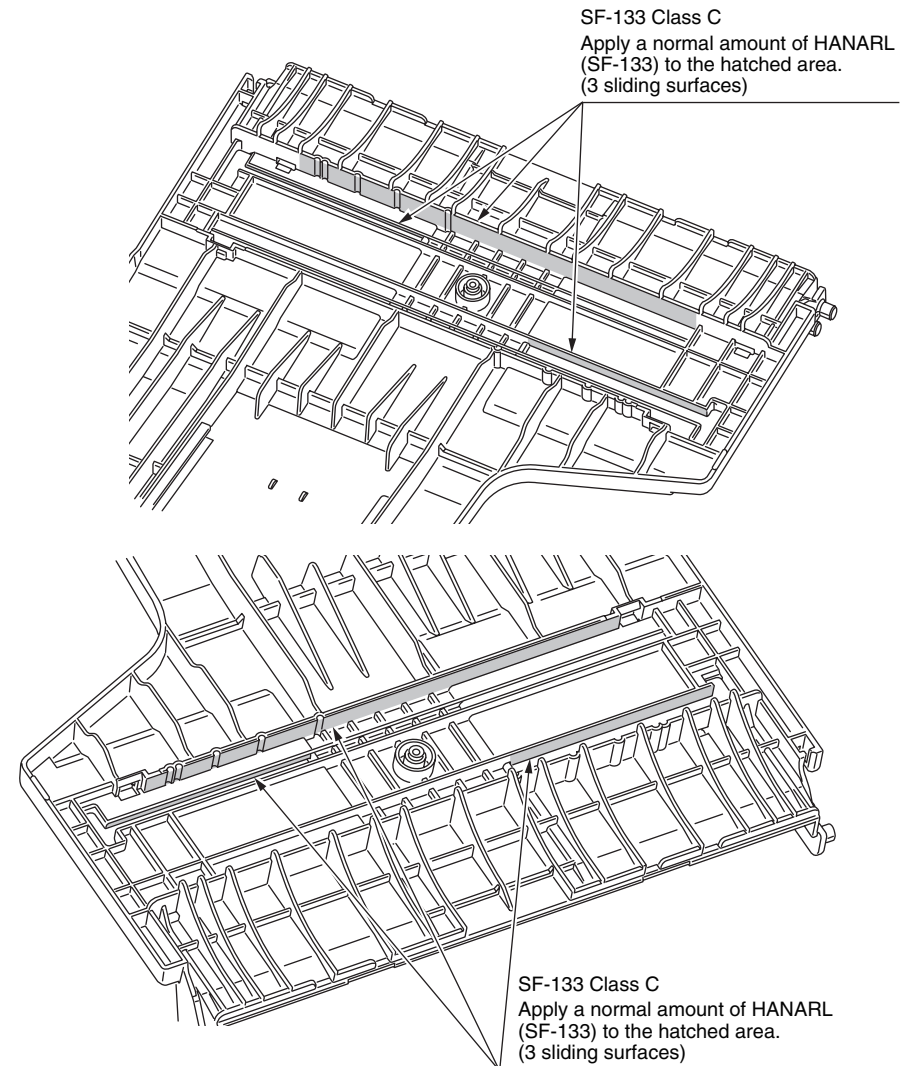 SF-133 Class C
Apply a normal amount of HANARL
(SF-133) to the hatched area.
(3 sliding surfaces)
SF-133 Class C
Apply a normal amount of HANARL
(SF-133) to the hatched area.
(3 sliding surfaces)